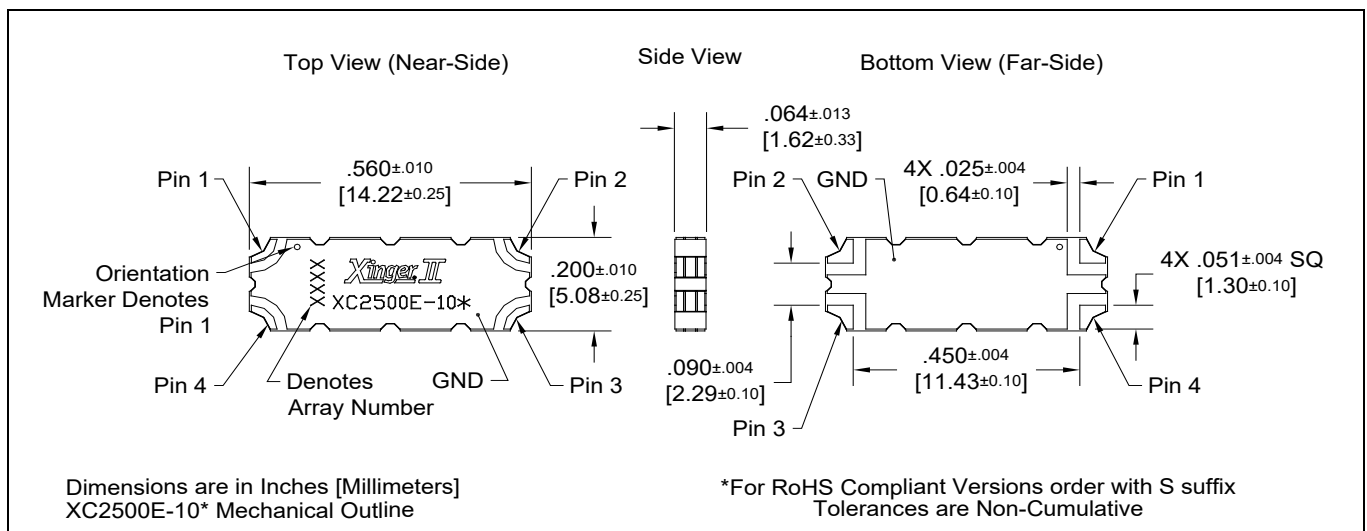 Top View (Near-Side)
Side View
Bottom View (Far-Side)
.064±.013
[1.62±0.33]
.560±.010
[14.22±0.25]
Pin 1
Pin 2
Pin 2
GND
4X .025±.004
[0.64±0.10]
Pin 1
Orientation
Marker Denotes
Pin 1
XXXX
Xinger II
XC2500E-10*
.200±.010
[5.08±0.25]
4X .051±.004 SQ
[1.30±0.10]
Pin 4
Denotes
Array Number
GND
Pin 3
.090±.004
[2.29±0.10]
.450±.004
[11.43±0.10]
Pin 4
Pin 3
Dimensions are in Inches [Millimeters]
XC2500E-10* Mechanical Outline
*For RoHS Compliant Versions order with S suffix
Tolerances are Non-Cumulative